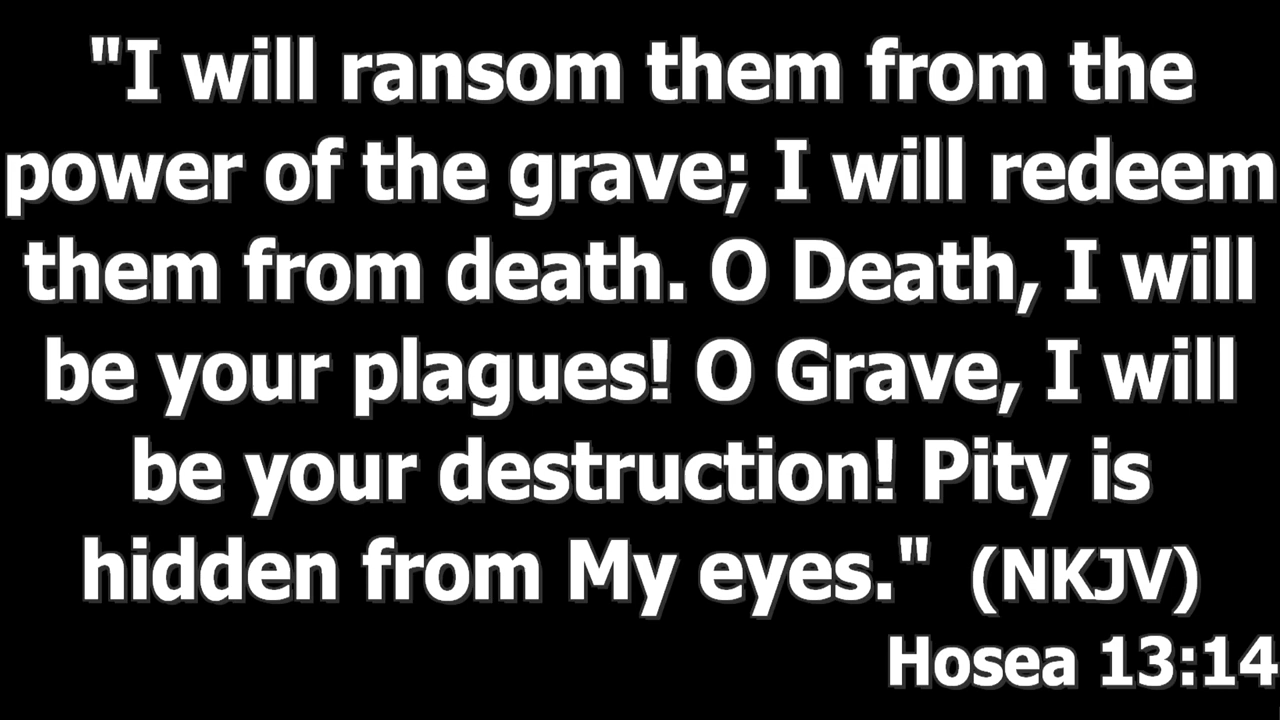 "I will ransom them from the
power of the grave; I will redeem
them from death. O Death, I will
be your plagues! O Grave, I will
be your destruction! Pity is
hidden from My eyes." (NKJV)
Hosea 13:14